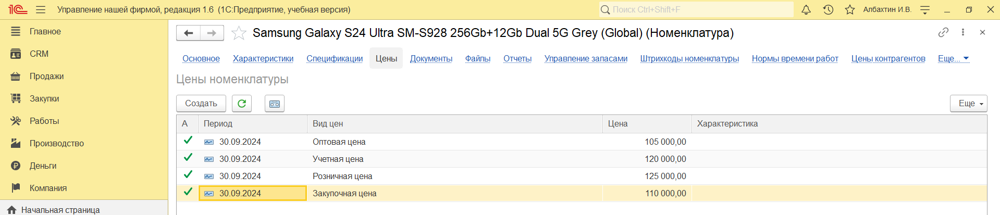 1С Управление нашей фирмой, редакция 1.6 (1С:Предприятие, учебная версия) Поиск Ctrl+Shift+F Албахтин И.В.
Главное
CRM
Продажи
Закупки
Работы
Производство
Деньги
Компания
Начальная страница
Samsung Galaxy S24 Ultra SM-S928 256Gb+12Gb Dual 5G Grey (Global) (Номенклатура)
Основное Характеристики Спецификации Цены Документы Файлы Отчеты Управление запасами Штрихкоды номенклатуры Нормы времени работ Цены контрагентов Еще...
Цены номенклатуры
Создать Еще
А Период Вид цен Цена Характеристика
30.09.2024 Оптовая цена 105 000,00
30.09.2024 Учетная цена 120 000,00
30.09.2024 Розничная цена 125 000,00
30.09.2024 Закупочная цена 110 000,00